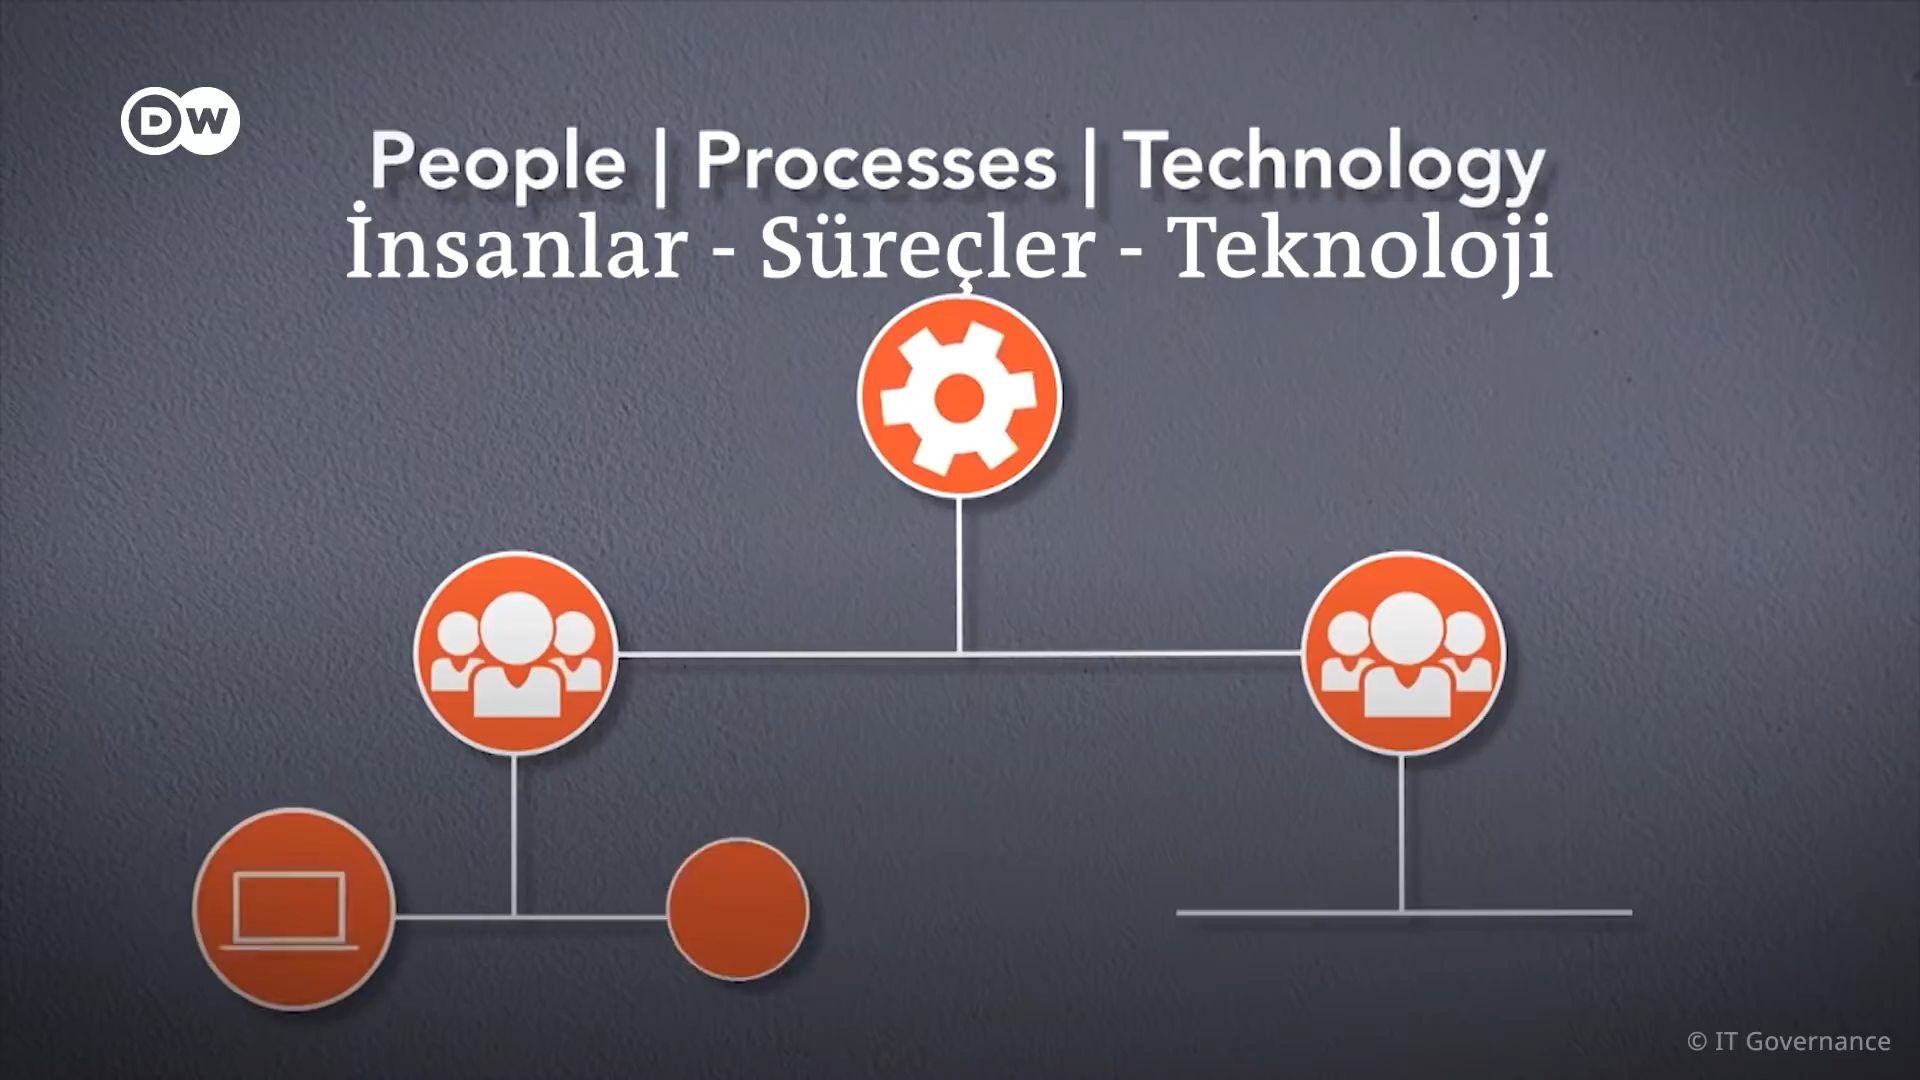 DW
People | Processes | Technology
İnsanlar - Süreçler - Teknoloji
© IT Governance